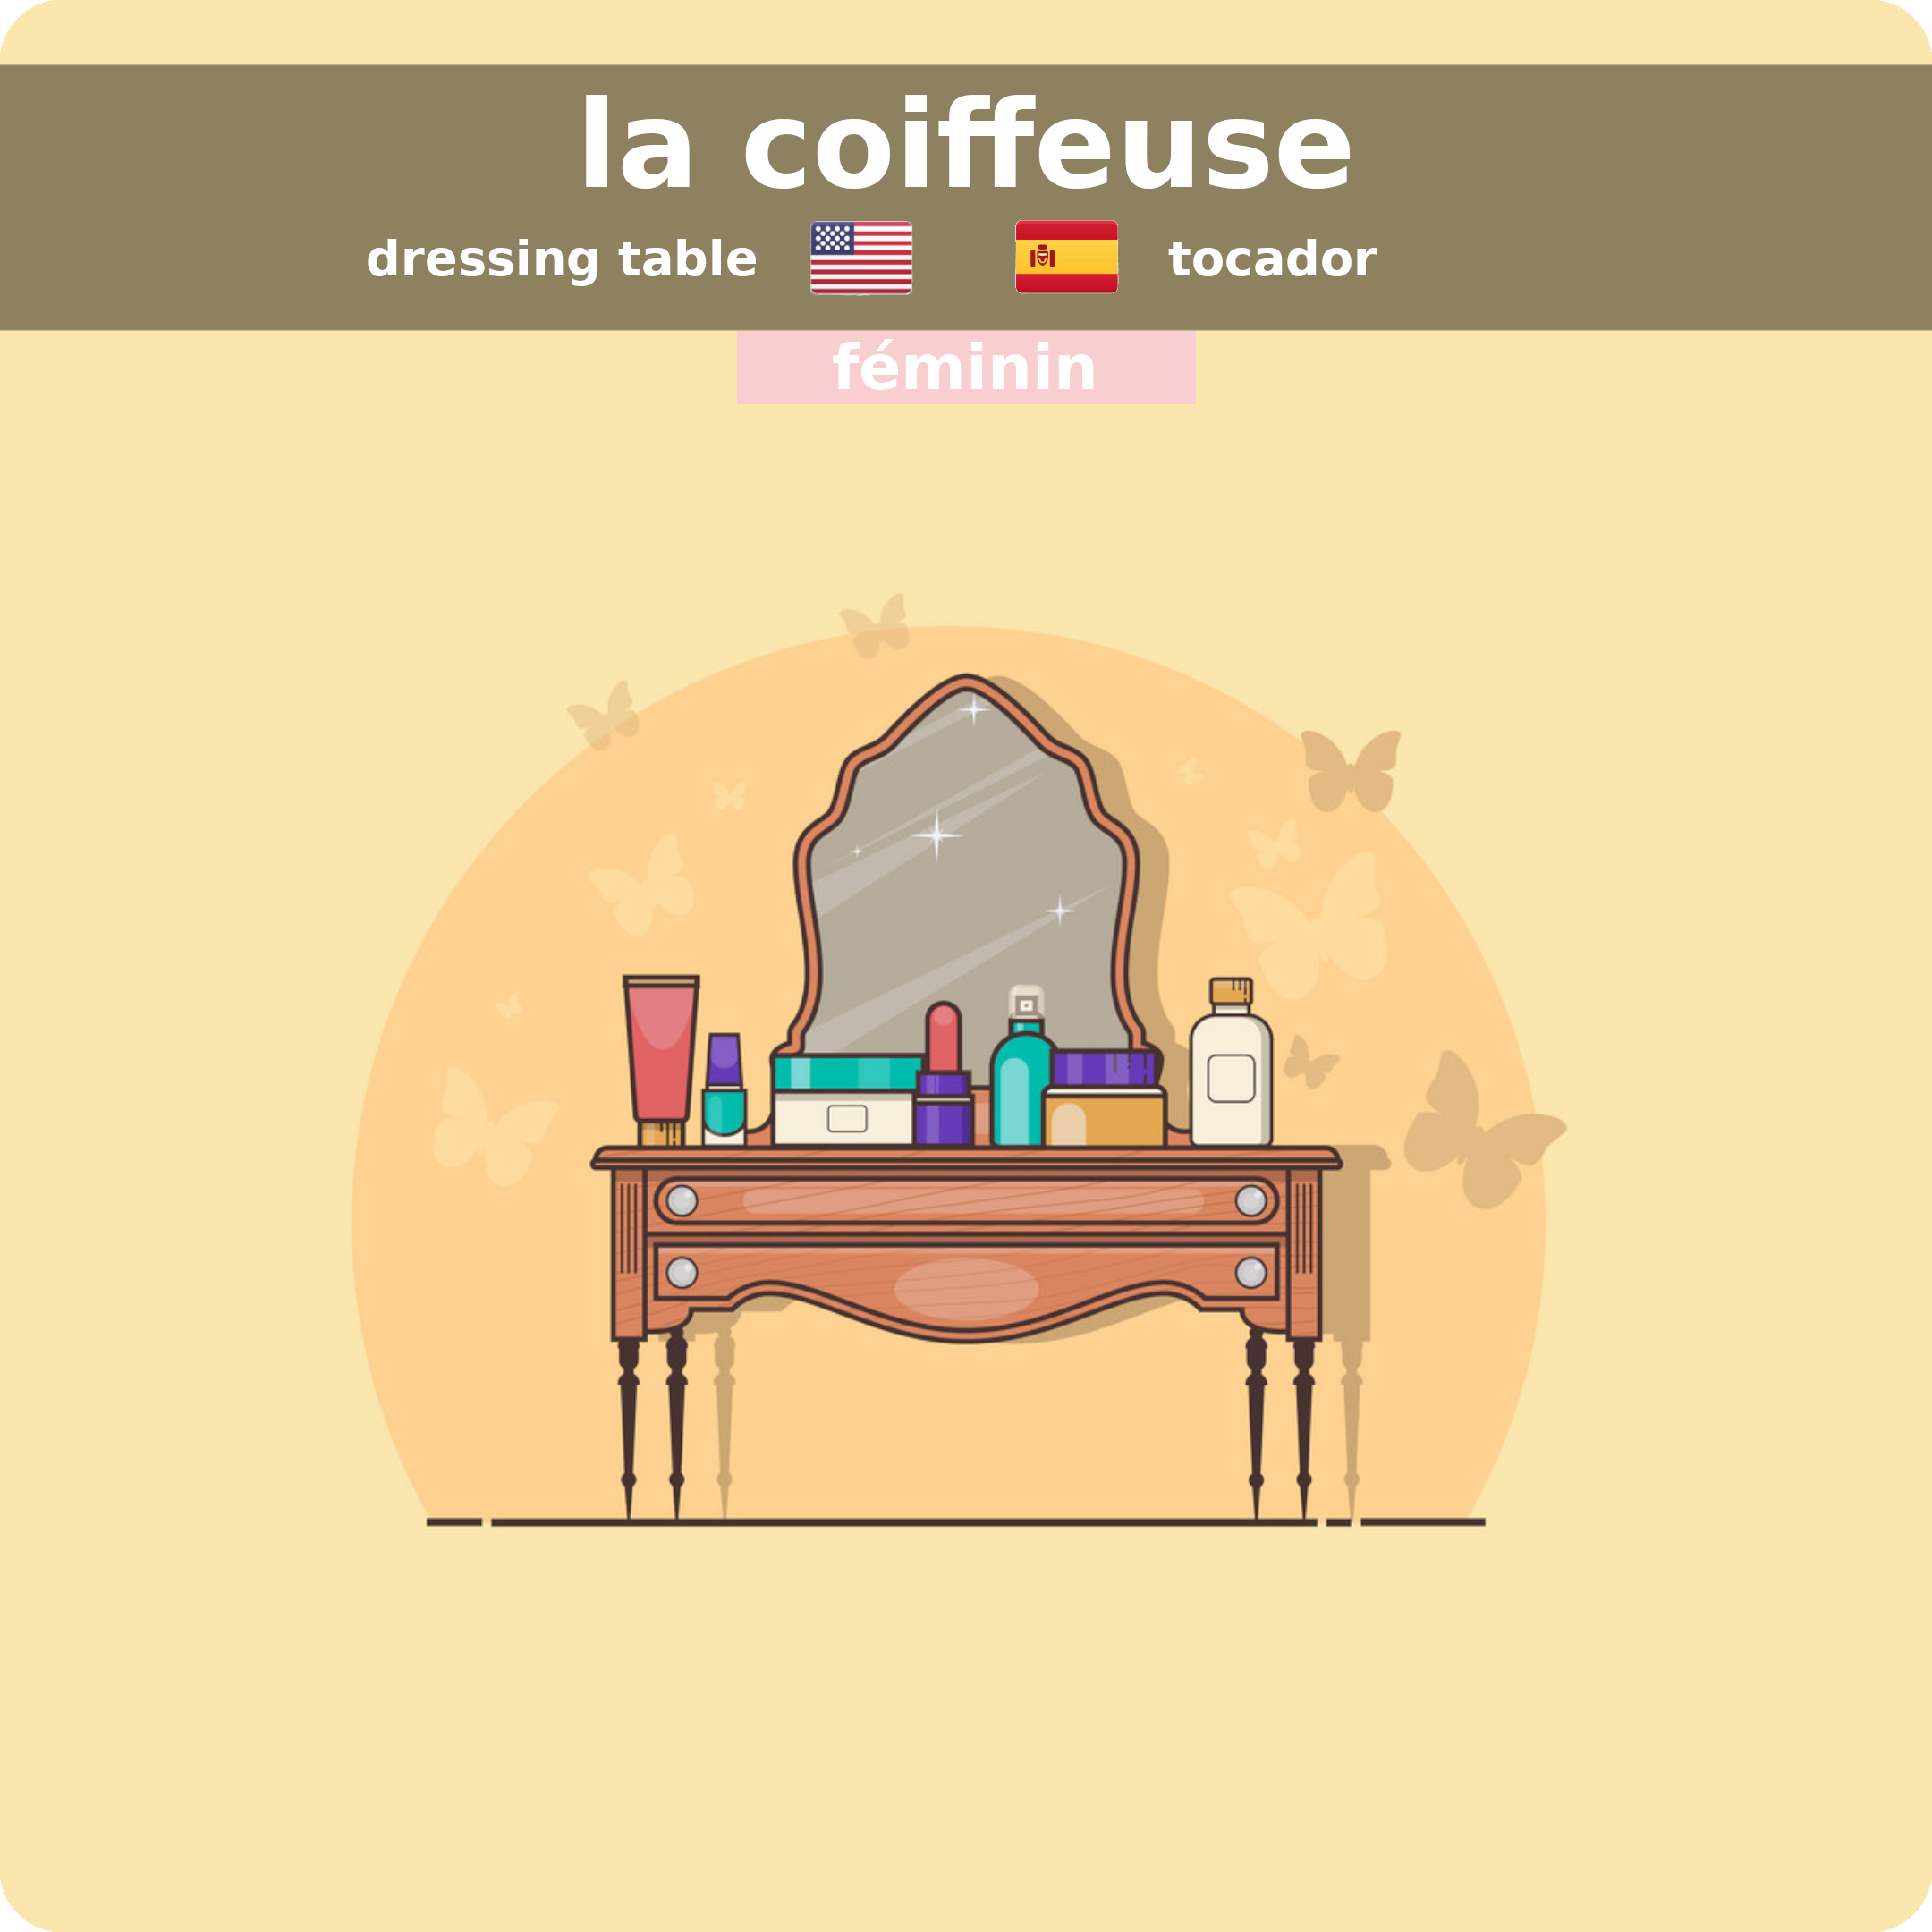 la coiffeuse
dressing table tocador
féminin